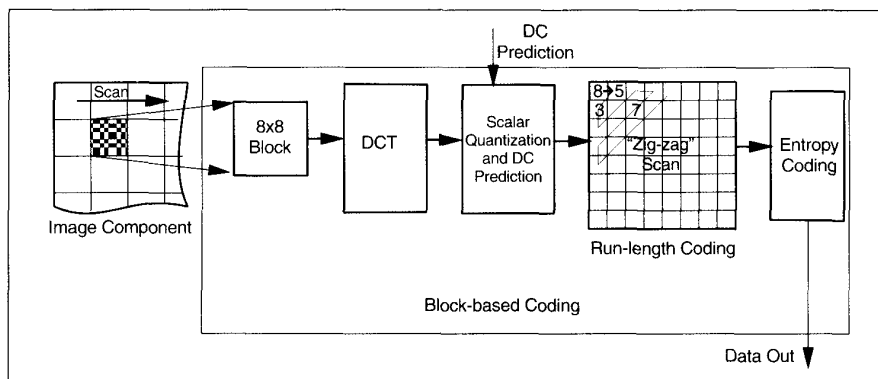 DC
Prediction
Scan
8x8
Block
DCT
Scalar
Quantization
and DC
Prediction
8 5
3 7
"Zig-zag"
Scan
Entropy
Coding
Image Component
Run-length Coding
Block-based Coding
Data Out